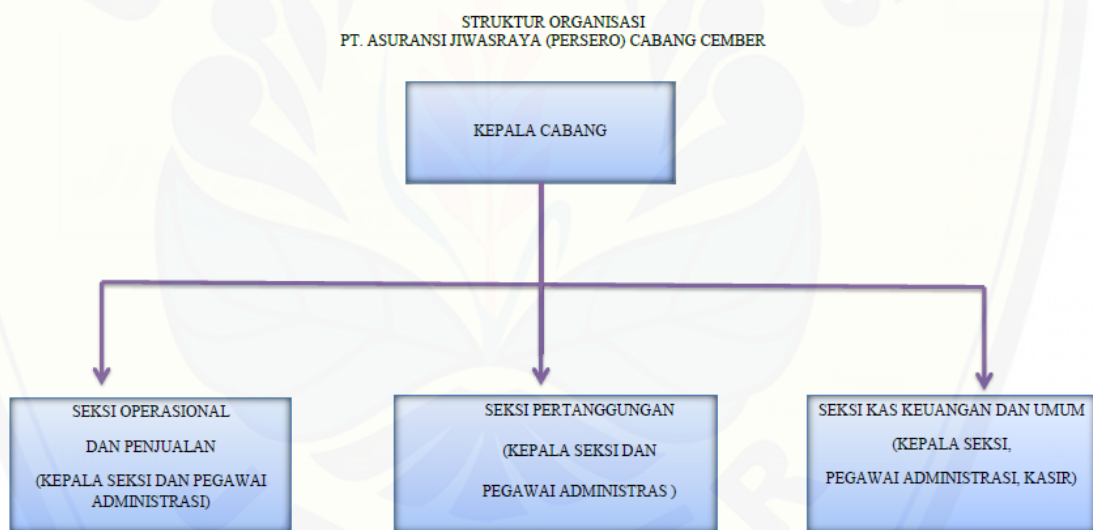 STRUKTUR ORGANISASI
PT. ASURANSI JIWASRAYA (PERSERO) CABANG CEMBER
KEPALA CABANG
SEKSI OPERASIONAL
DAN PENJUALAN
(KEPALA SEKSI DAN PEGAWAI
ADMINISTRASI)
SEKSI PERTANGGUNGAN
(KEPALA SEKSI DAN
PEGAWAI ADMINISTRAS )
SEKSI KAS KEUANGAN DAN UMUM
(KEPALA SEKSI,
PEGAWAI ADMINISTRASI, KASIR)